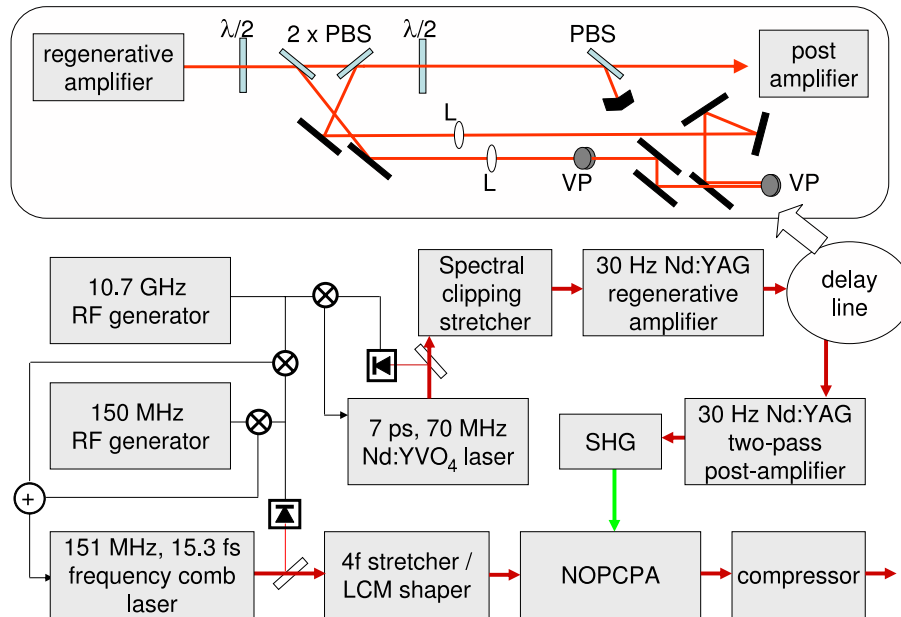 λ/2
2 x PBS
λ/2
PBS
regenerative
amplifier
post
amplifier
L
L
VP
VP
10.7 GHz
RF generator
Spectral
clipping
stretcher
30 Hz Nd:YAG
regenerative
amplifier
delay
line
150 MHz
RF generator
7 ps, 70 MHz
Nd:YVO₄ laser
SHG
30 Hz Nd:YAG
two-pass
post-amplifier
+
151 MHz, 15.3 fs
frequency comb
laser
4f stretcher /
LCM shaper
NOPCPA
compressor